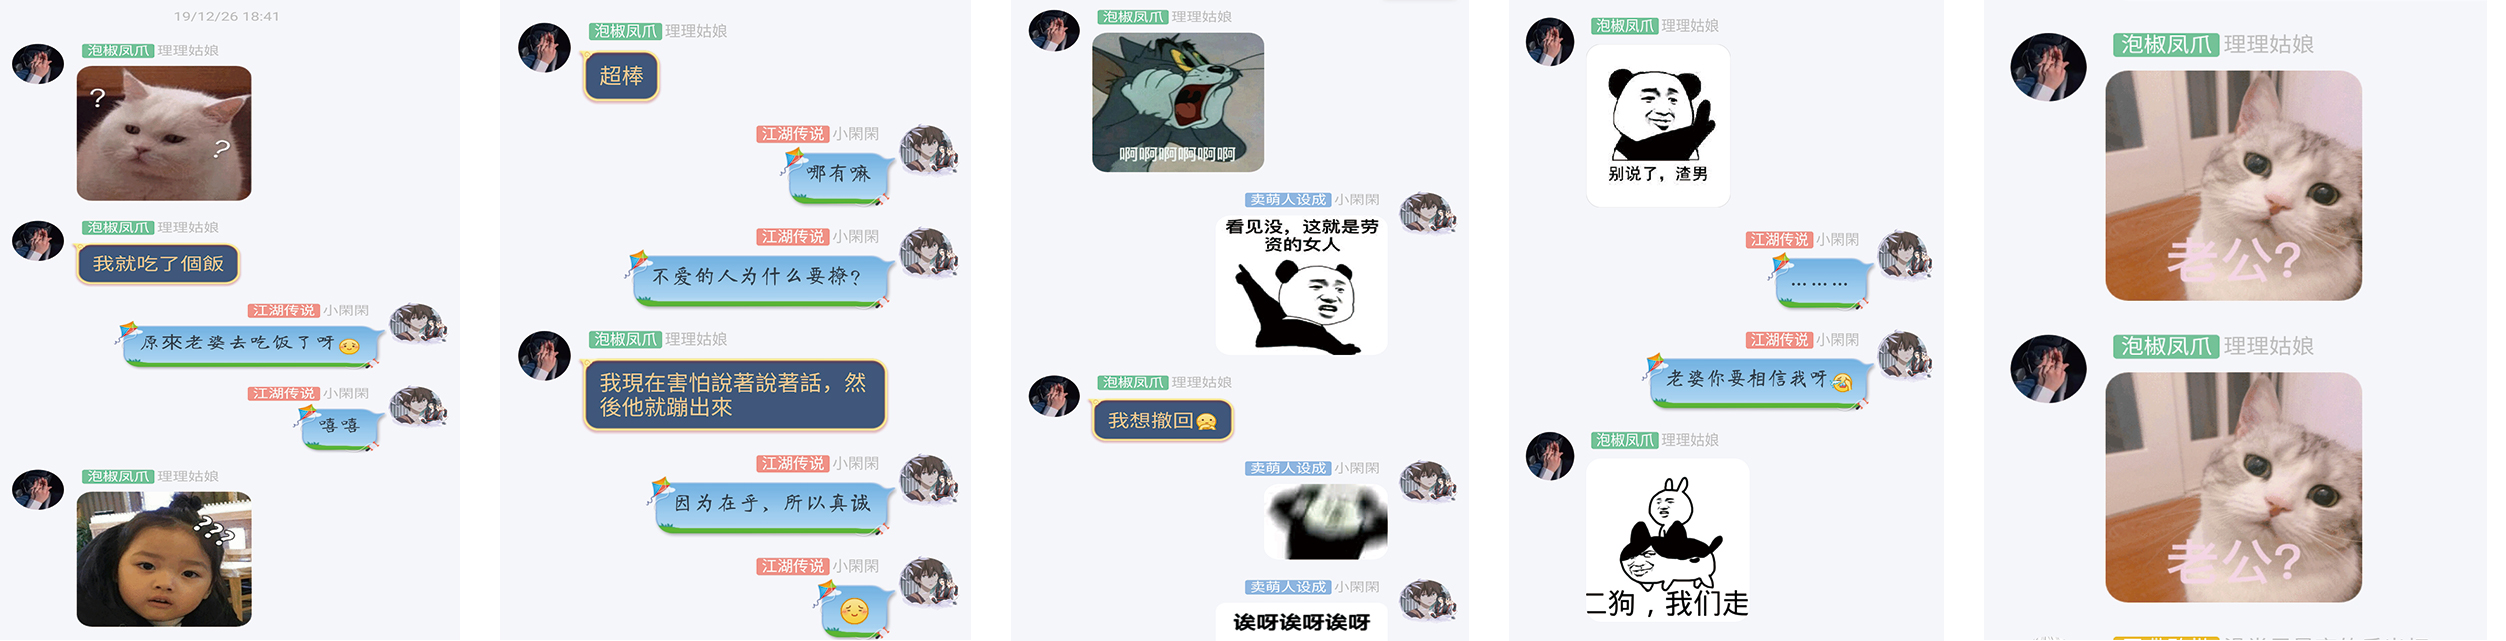 19/12/26 18:41
泡椒凤爪 理理姑娘
?
?
泡椒凤爪 理理姑娘
我就吃了個飯
江湖传说 小閑閑
原來老婆去吃饭了呀
江湖传说 小閑閑
嘻嘻
泡椒凤爪 理理姑娘
???
泡椒凤爪 理理姑娘
超棒
江湖传说 小閑閑
哪有嘛
江湖传说 小閑閑
不爱的人为什么要撩?
泡椒凤爪 理理姑娘
我現在害怕說著說著話，然
後他就蹦出來
江湖传说 小閑閑
因为在乎，所以真诚
江湖传说 小閑閑
泡椒凤爪 理理姑娘
啊啊啊啊啊啊
卖萌人设成 小閑閑
看见没，这就是劳
资的女人
泡椒凤爪 理理姑娘
我想撤回
卖萌人设成 小閑閑
卖萌人设成 小閑閑
诶呀诶呀诶呀
泡椒凤爪 理理姑娘
别说了，渣男
江湖传说 小閑閑
………
江湖传说 小閑閑
老婆你要相信我呀
泡椒凤爪 理理姑娘
二狗，我们走
泡椒凤爪 理理姑娘
老公?
泡椒凤爪 理理姑娘
老公?